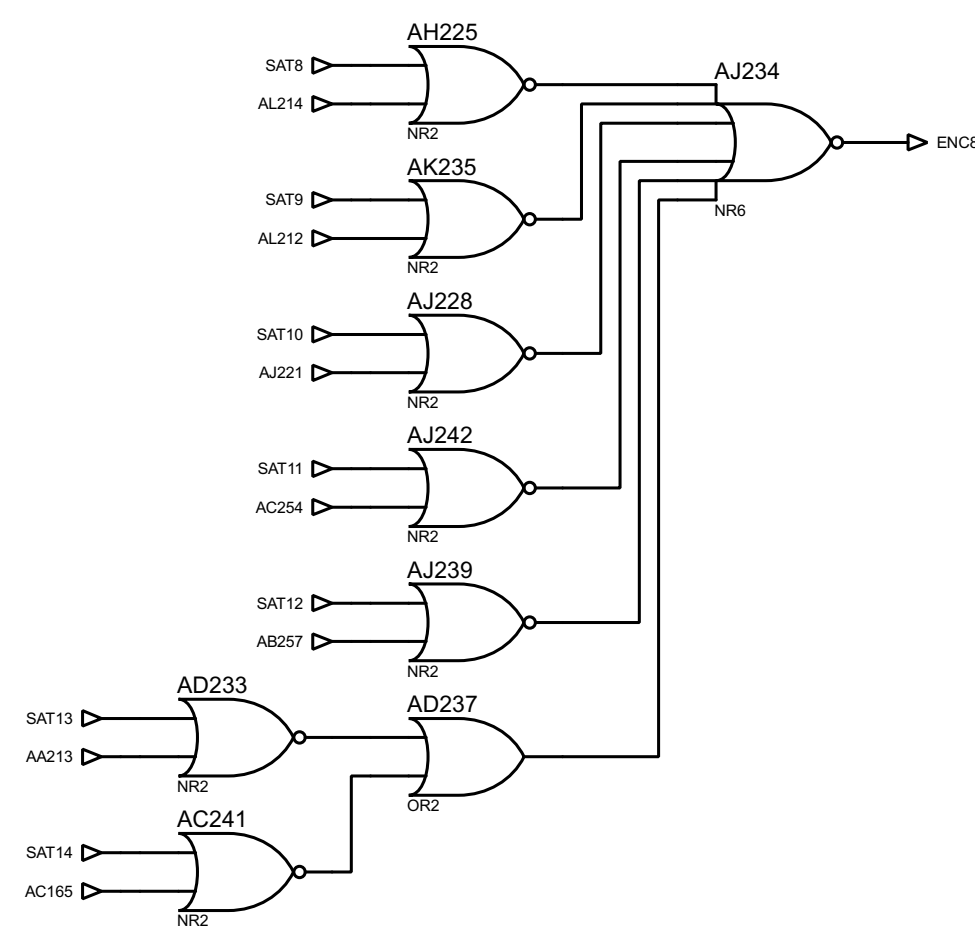 AH225
SAT8
AL214
NR2
AJ234
ENC8
NR6
AK235
SAT9
AL212
NR2
AJ228
SAT10
AJ221
NR2
AJ242
SAT11
AC254
NR2
AJ239
SAT12
AB257
NR2
AD233
SAT13
AA213
NR2
AD237
OR2
AC241
SAT14
AC165
NR2